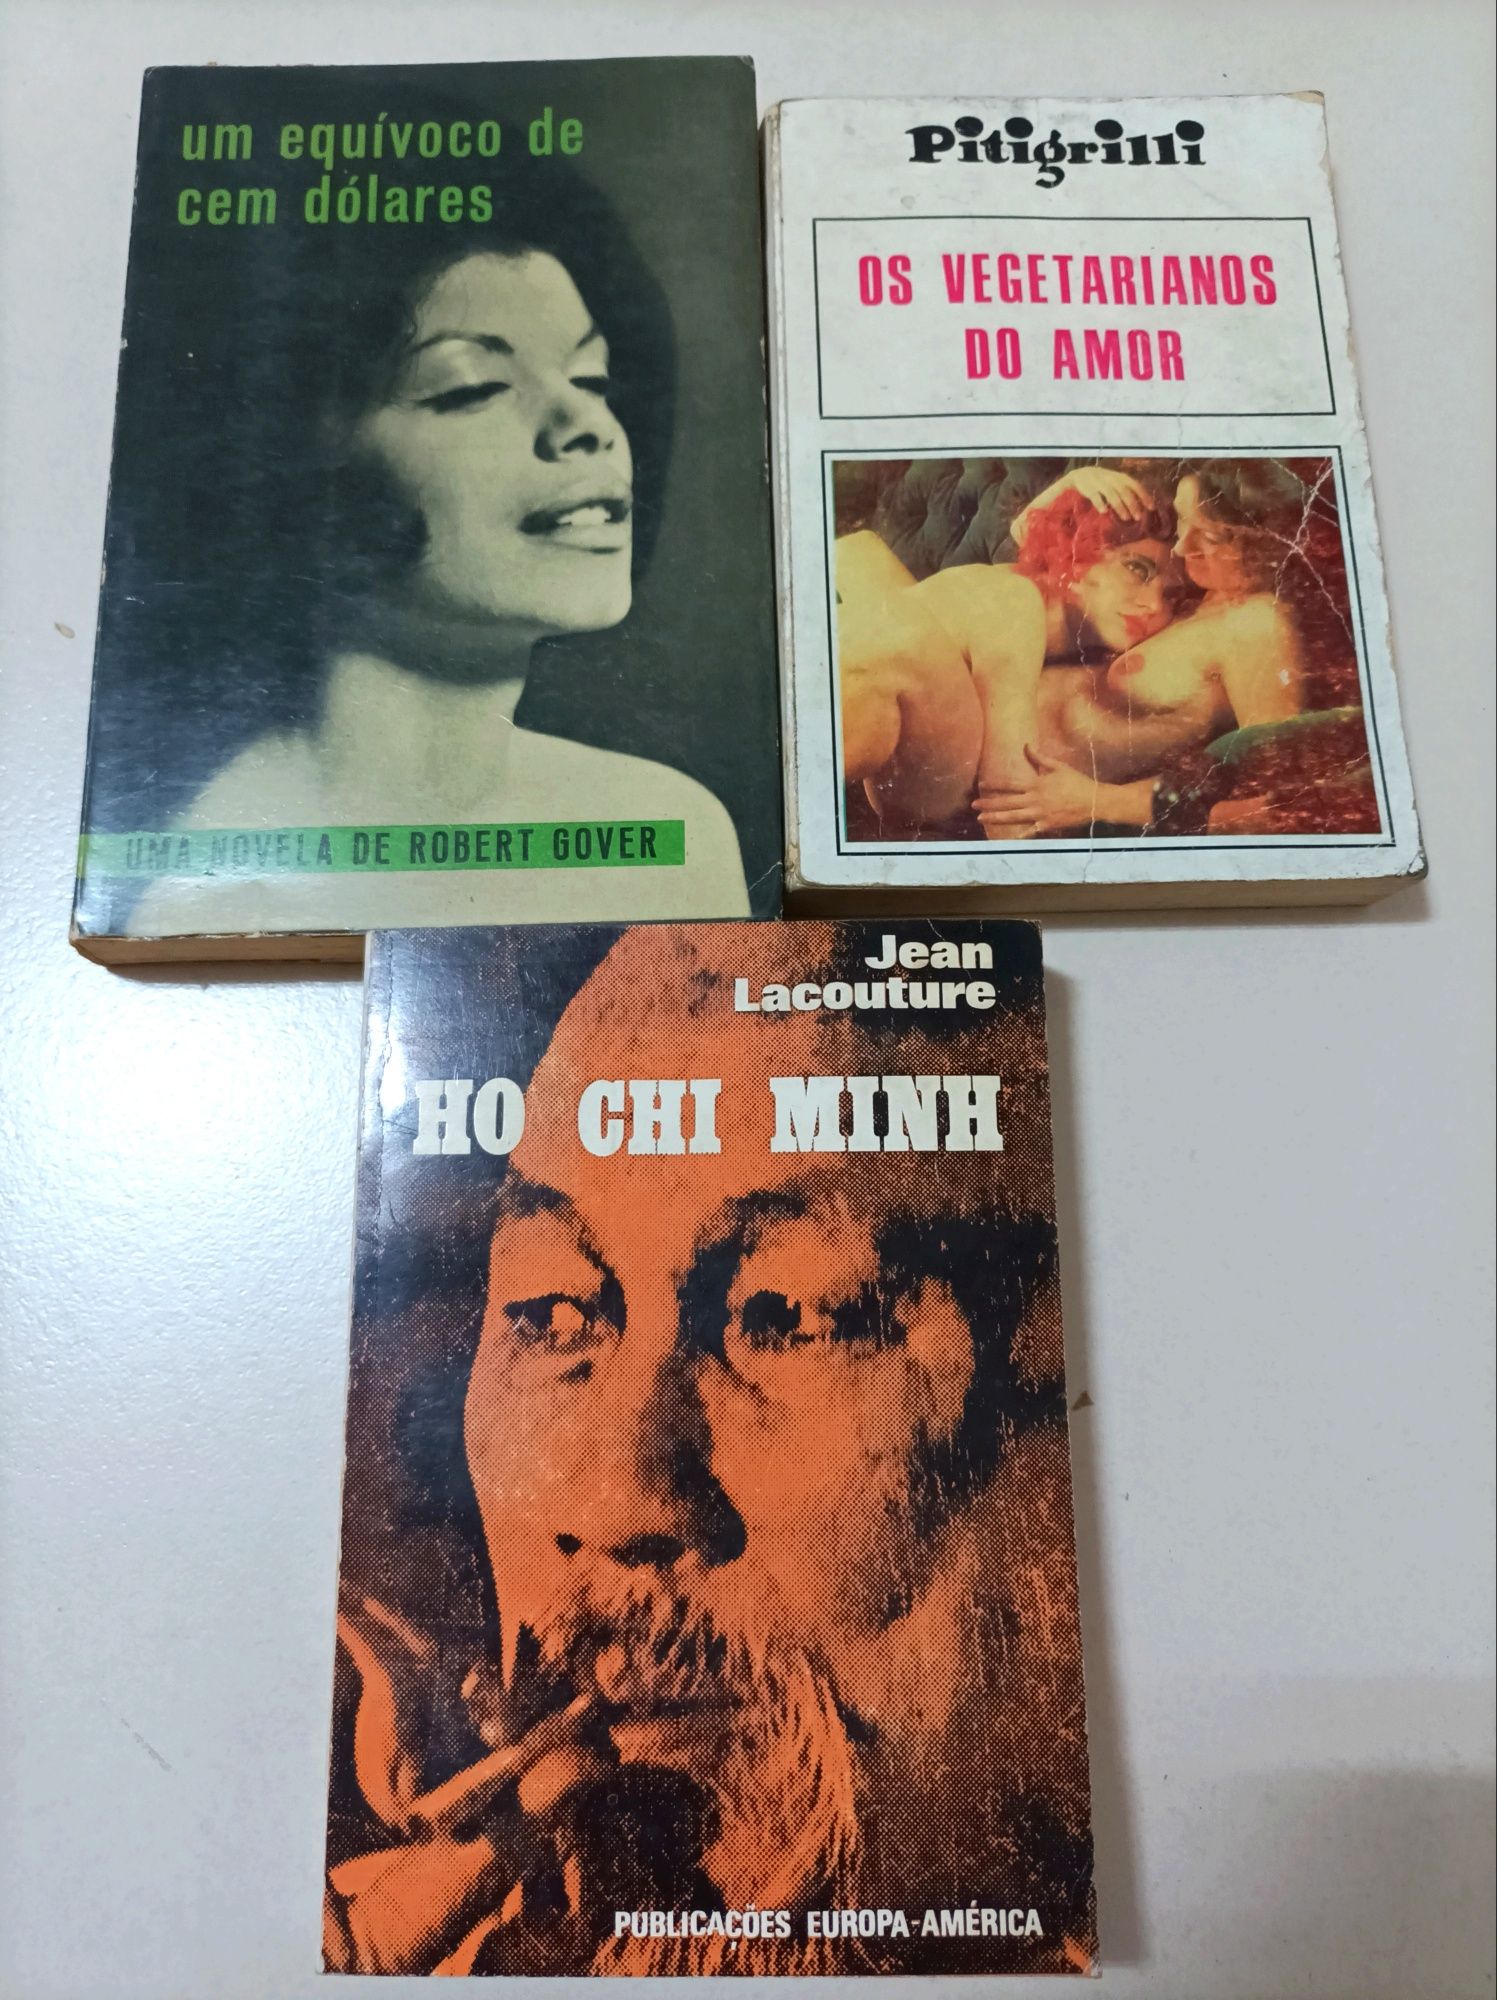 um equívoco de
cem dólares
UMA NOVELA DE ROBERT GOVER
Pitigrilli
OS VEGETARIANOS
DO AMOR
Jean
Lacouture
HO CHI MINH
PUBLICAÇÕES EUROPA-AMÉRICA